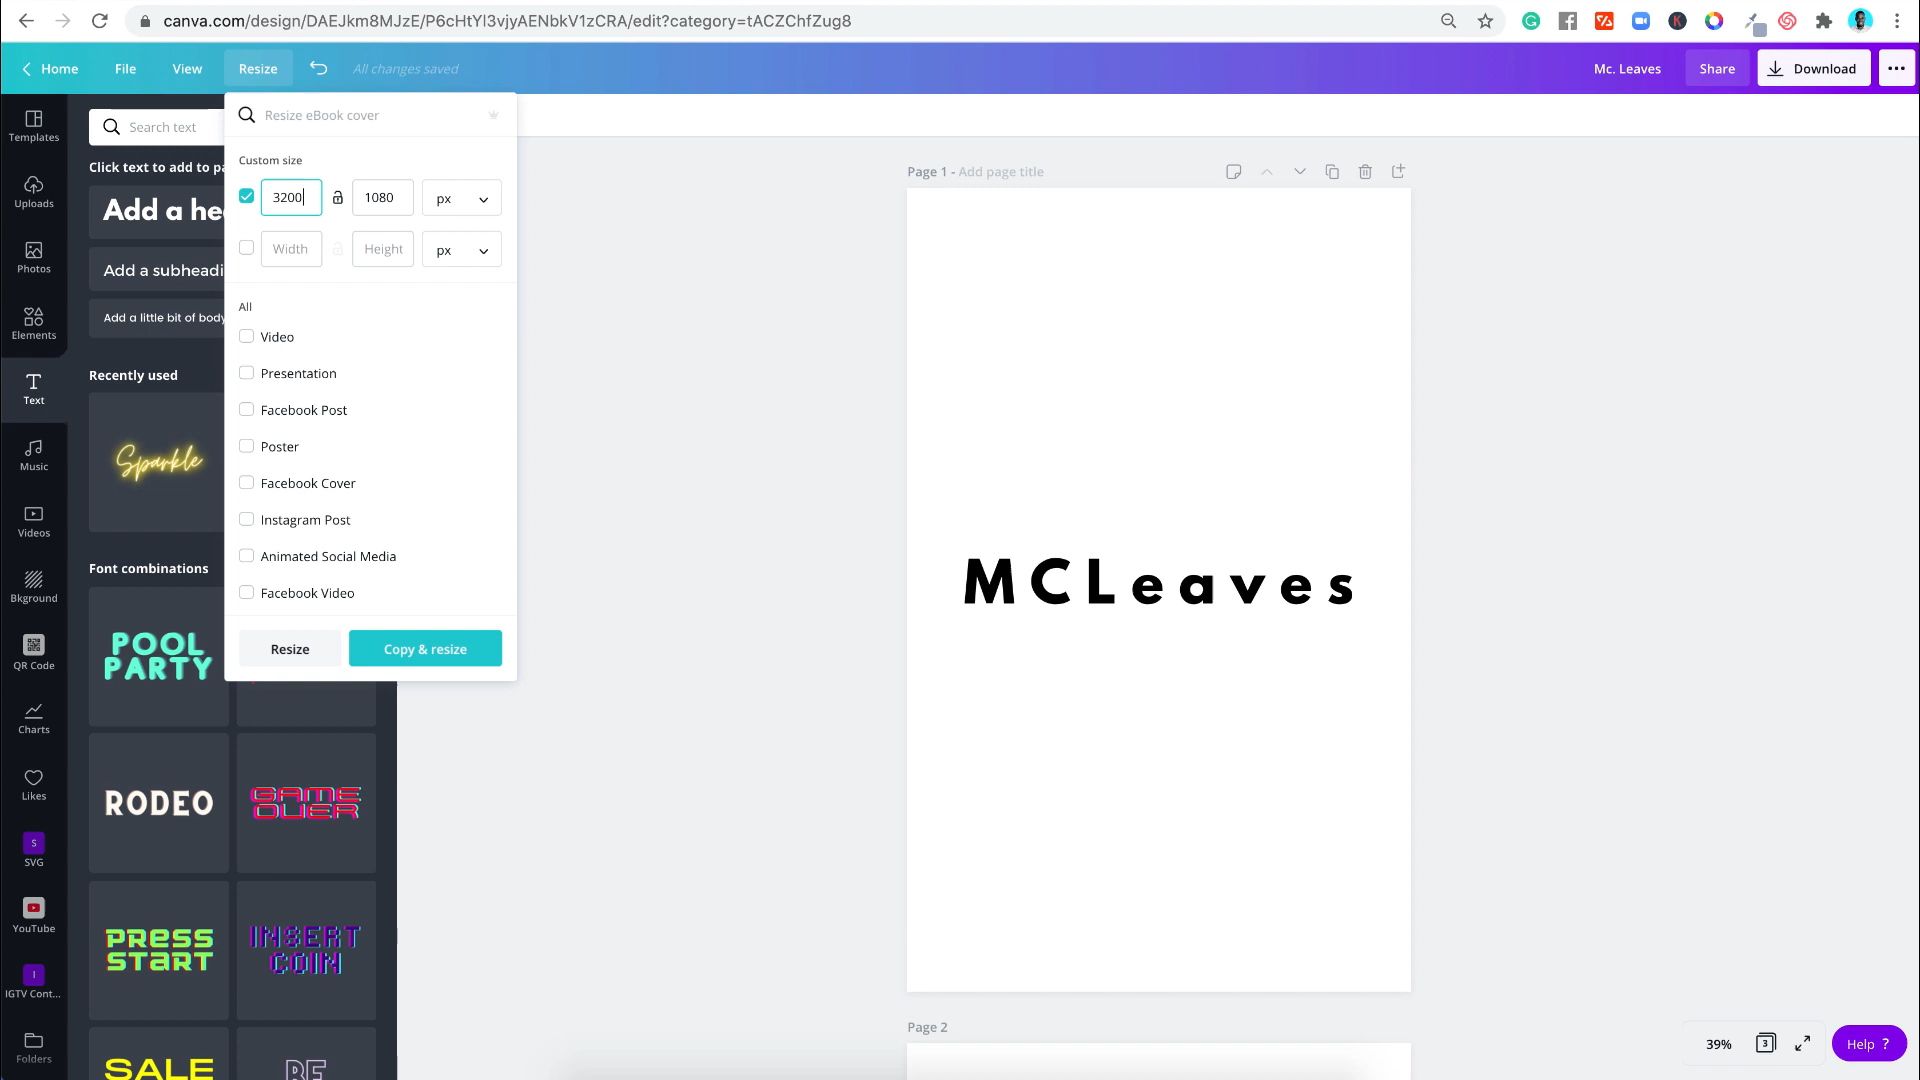 canva.com/design/DAEJkm8MJzE/P6cHtYl3vjyAENbkV1zCRA/edit?category=tACZChfZug8
Home
File
View
Resize
All changes saved
Mc. Leaves
Share
Download
Templates
Uploads
Photos
Elements
Text
Music
Videos
Bkground
QR Code
Charts
Likes
S
SVG
YouTube
I
IGTV Cont...
Folders
Search text
Click text to add to pa
Add a hea
Add a subheadi
Add a little bit of body
Recently used
Sparkle
Font combinations
POOL
PARTY
RODEO
GAME
OVER
PRESS
START
INSERT
COIN
SALE
BE
Resize eBook cover
Custom size
3200
1080
px
Width
Height
px
All
Video
Presentation
Facebook Post
Poster
Facebook Cover
Instagram Post
Animated Social Media
Facebook Video
Resize
Copy & resize
Page 1 - Add page title
MCLeaves
Page 2
39%
3
Help ?